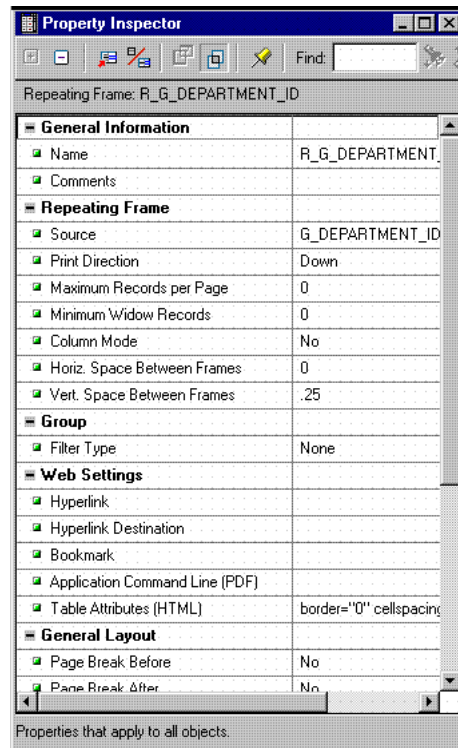 Property Inspector
Find:
Repeating Frame: R_G_DEPARTMENT_ID
General Information
Name R_G_DEPARTMENT_
Comments
Repeating Frame
Source G_DEPARTMENT_ID
Print Direction Down
Maximum Records per Page 0
Minimum Widow Records 0
Column Mode No
Horiz. Space Between Frames 0
Vert. Space Between Frames .25
Group
Filter Type None
Web Settings
Hyperlink
Hyperlink Destination
Bookmark
Application Command Line (PDF)
Table Attributes (HTML) border="0" cellspacing
General Layout
Page Break Before No
Page Break After No
Properties that apply to all objects.